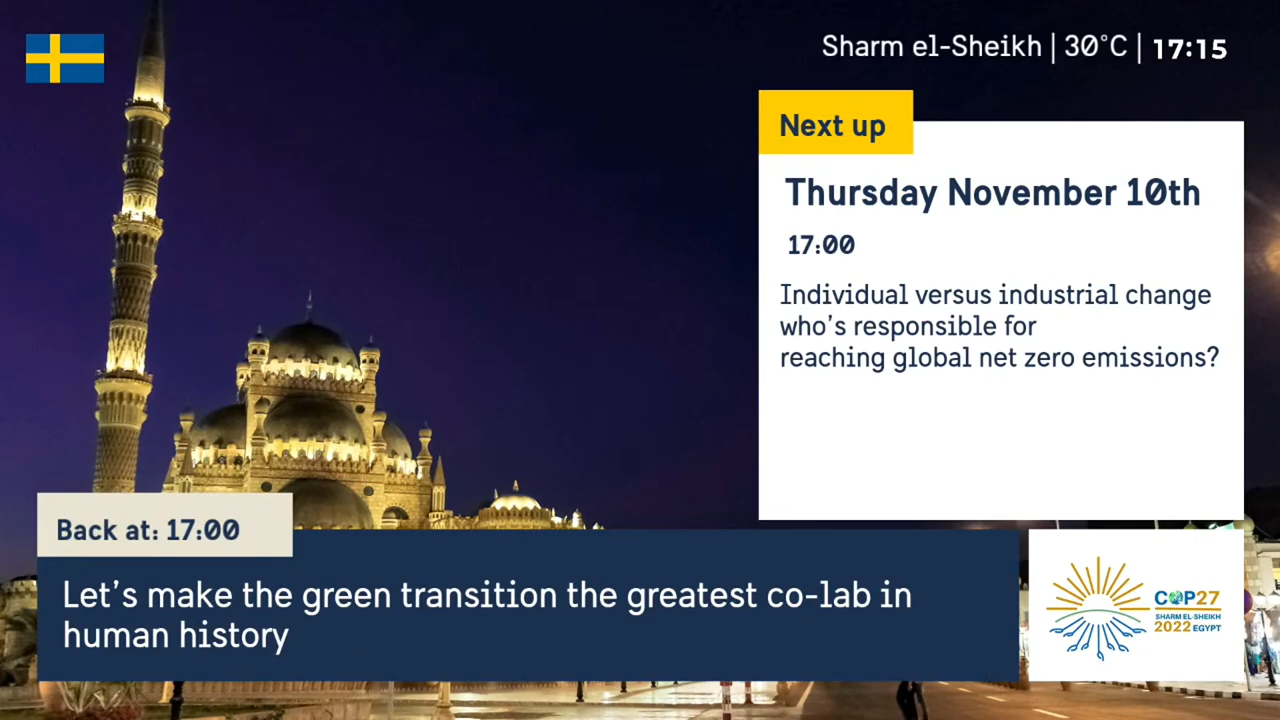 Sharm el-Sheikh | 30°C | 17:15
Next up
Thursday November 10th
17:00
Individual versus industrial change
who's responsible for
reaching global net zero emissions?
Back at: 17:00
Let's make the green transition the greatest co-lab in
human history
COP27
SHARM EL-SHEIKH
2022 EGYPT